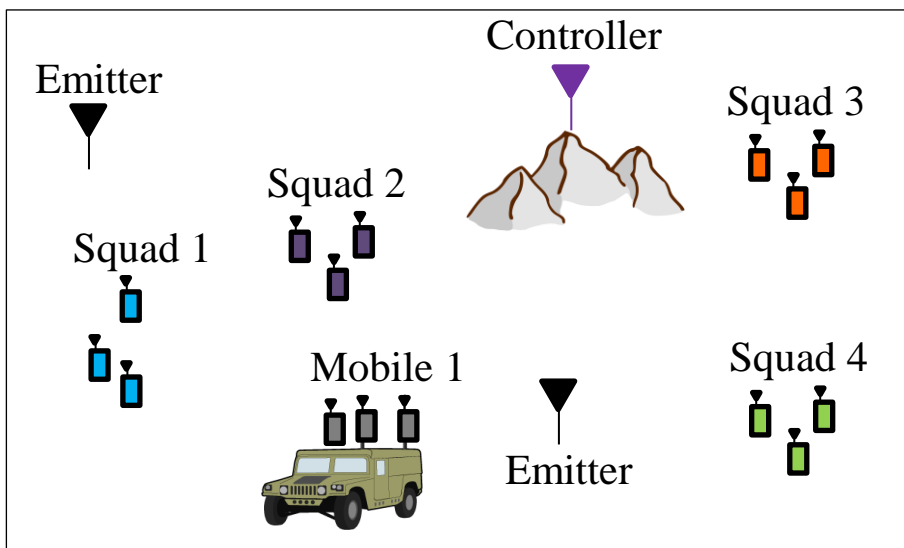 Controller
Emitter
Squad 3
Squad 2
Squad 1
Mobile 1
Squad 4
Emitter